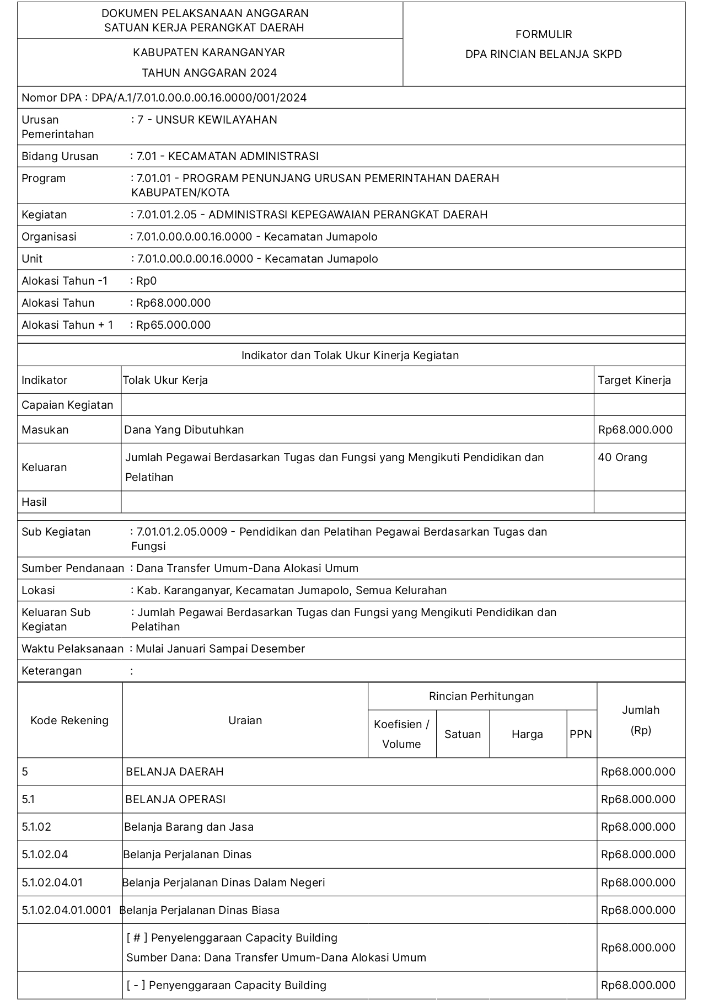 DOKUMEN PELAKSANAAN ANGGARAN
SATUAN KERJA PERANGKAT DAERAH
KABUPATEN KARANGANYAR
TAHUN ANGGARAN 2024
FORMULIR
DPA RINCIAN BELANJA SKPD
Nomor DPA : DPA/A.1/7.01.0.00.0.00.16.0000/001/2024
Urusan Pemerintahan : 7 - UNSUR KEWILAYAHAN
Bidang Urusan : 7.01 - KECAMATAN ADMINISTRASI
Program : 7.01.01 - PROGRAM PENUNJANG URUSAN PEMERINTAHAN DAERAH
KABUPATEN/KOTA
Kegiatan : 7.01.01.2.05 - ADMINISTRASI KEPEGAWAIAN PERANGKAT DAERAH
Organisasi : 7.01.0.00.0.00.16.0000 - Kecamatan Jumapolo
Unit : 7.01.0.00.0.00.16.0000 - Kecamatan Jumapolo
Alokasi Tahun -1 : Rp0
Alokasi Tahun : Rp68.000.000
Alokasi Tahun + 1 : Rp65.000.000
Indikator dan Tolak Ukur Kinerja Kegiatan
Indikator Tolak Ukur Kerja Target Kinerja
Capaian Kegiatan
Masukan Dana Yang Dibutuhkan Rp68.000.000
Keluaran Jumlah Pegawai Berdasarkan Tugas dan Fungsi yang Mengikuti Pendidikan dan
Pelatihan 40 Orang
Hasil
Sub Kegiatan : 7.01.01.2.05.0009 - Pendidikan dan Pelatihan Pegawai Berdasarkan Tugas dan
Fungsi
Sumber Pendanaan : Dana Transfer Umum-Dana Alokasi Umum
Lokasi : Kab. Karanganyar, Kecamatan Jumapolo, Semua Kelurahan
Keluaran Sub Kegiatan : Jumlah Pegawai Berdasarkan Tugas dan Fungsi yang Mengikuti Pendidikan dan
Pelatihan
Waktu Pelaksanaan : Mulai Januari Sampai Desember
Keterangan :
Kode Rekening Uraian Rincian Perhitungan Jumlah
(Rp)
Koefisien /
Volume Satuan Harga PPN
5 BELANJA DAERAH Rp68.000.000
5.1 BELANJA OPERASI Rp68.000.000
5.1.02 Belanja Barang dan Jasa Rp68.000.000
5.1.02.04 Belanja Perjalanan Dinas Rp68.000.000
5.1.02.04.01 Belanja Perjalanan Dinas Dalam Negeri Rp68.000.000
5.1.02.04.01.0001 Belanja Perjalanan Dinas Biasa Rp68.000.000
[ # ] Penyelenggaraan Capacity Building
Sumber Dana: Dana Transfer Umum-Dana Alokasi Umum Rp68.000.000
[ - ] Penyenggaraan Capacity Building Rp68.000.000